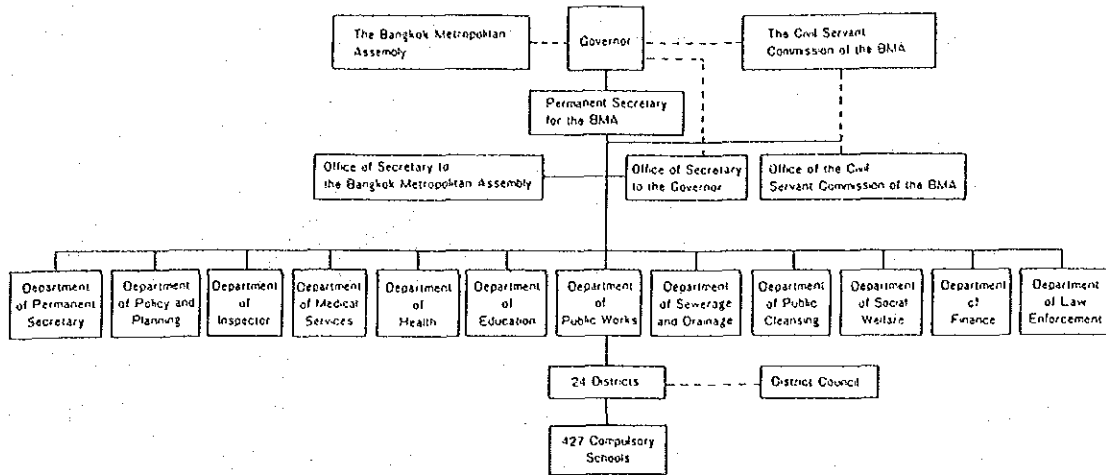 The Bangkok Metropolitan
Assembly
Governor
The Civil Servant
Commission of the BMA
Permanent Secretary
for the BMA
Office of Secretary to
the Bangkok Metropolitan Assembly
Office of Secretary
to the Governor
Office of the Civil
Servant Commission of the BMA
Department
of Permanent
Secretary
Department
of Policy and
Planning
Department
of
Inspector
Department
of Medical
Services
Department
of
Health
Department
of
Education
Department
of
Public Works
Department
of Sewerage
and Drainage
Department
of Public
Cleansing
Department
of Social
Welfare
Department
of
Finance
Department
of Law
Enforcement
24 Districts
District Council
427 Compulsory
Schools